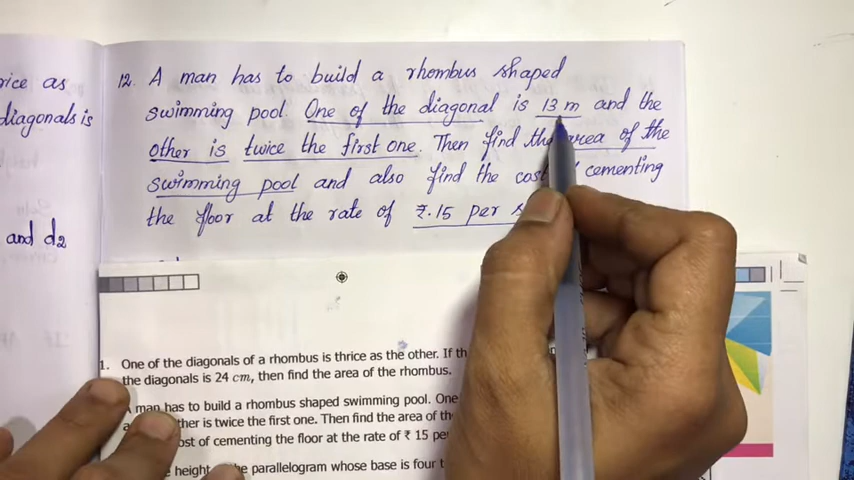 rice as
diagonals is
and d2
12. A man has to build a rhombus shaped
swimming pool. One of the diagonal is 13 m and the
other is twice the first one. Then find the area of the
swimming pool and also find the cost cementing
the floor at the rate of ₹.15 per
1. One of the diagonals of a rhombus is thrice as the other. If th
the diagonals is 24 cm, then find the area of the rhombus.
man has to build a rhombus shaped swimming pool. One
ther is twice the first one. Then find the area of th
ost of cementing the floor at the rate of ₹ 15 pe
height the parallelogram whose base is four t